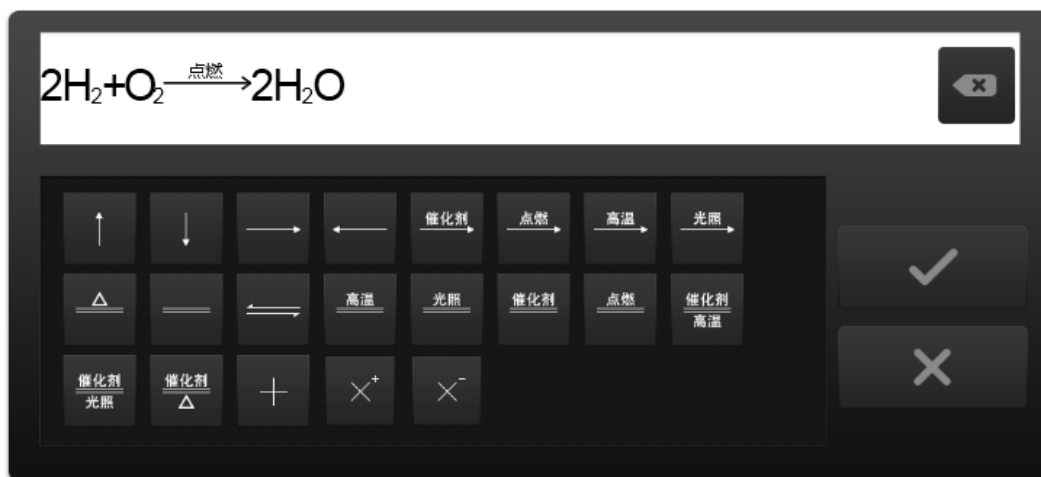 2H₂+O₂—点燃→2H₂O
↑ ↓ → ← 催化剂 点燃 高温 光照
△ ═ ⇌ 高温 光照 催化剂 点燃 催化剂 高温
催化剂 光照 催化剂 △ + ×⁺ ×⁻